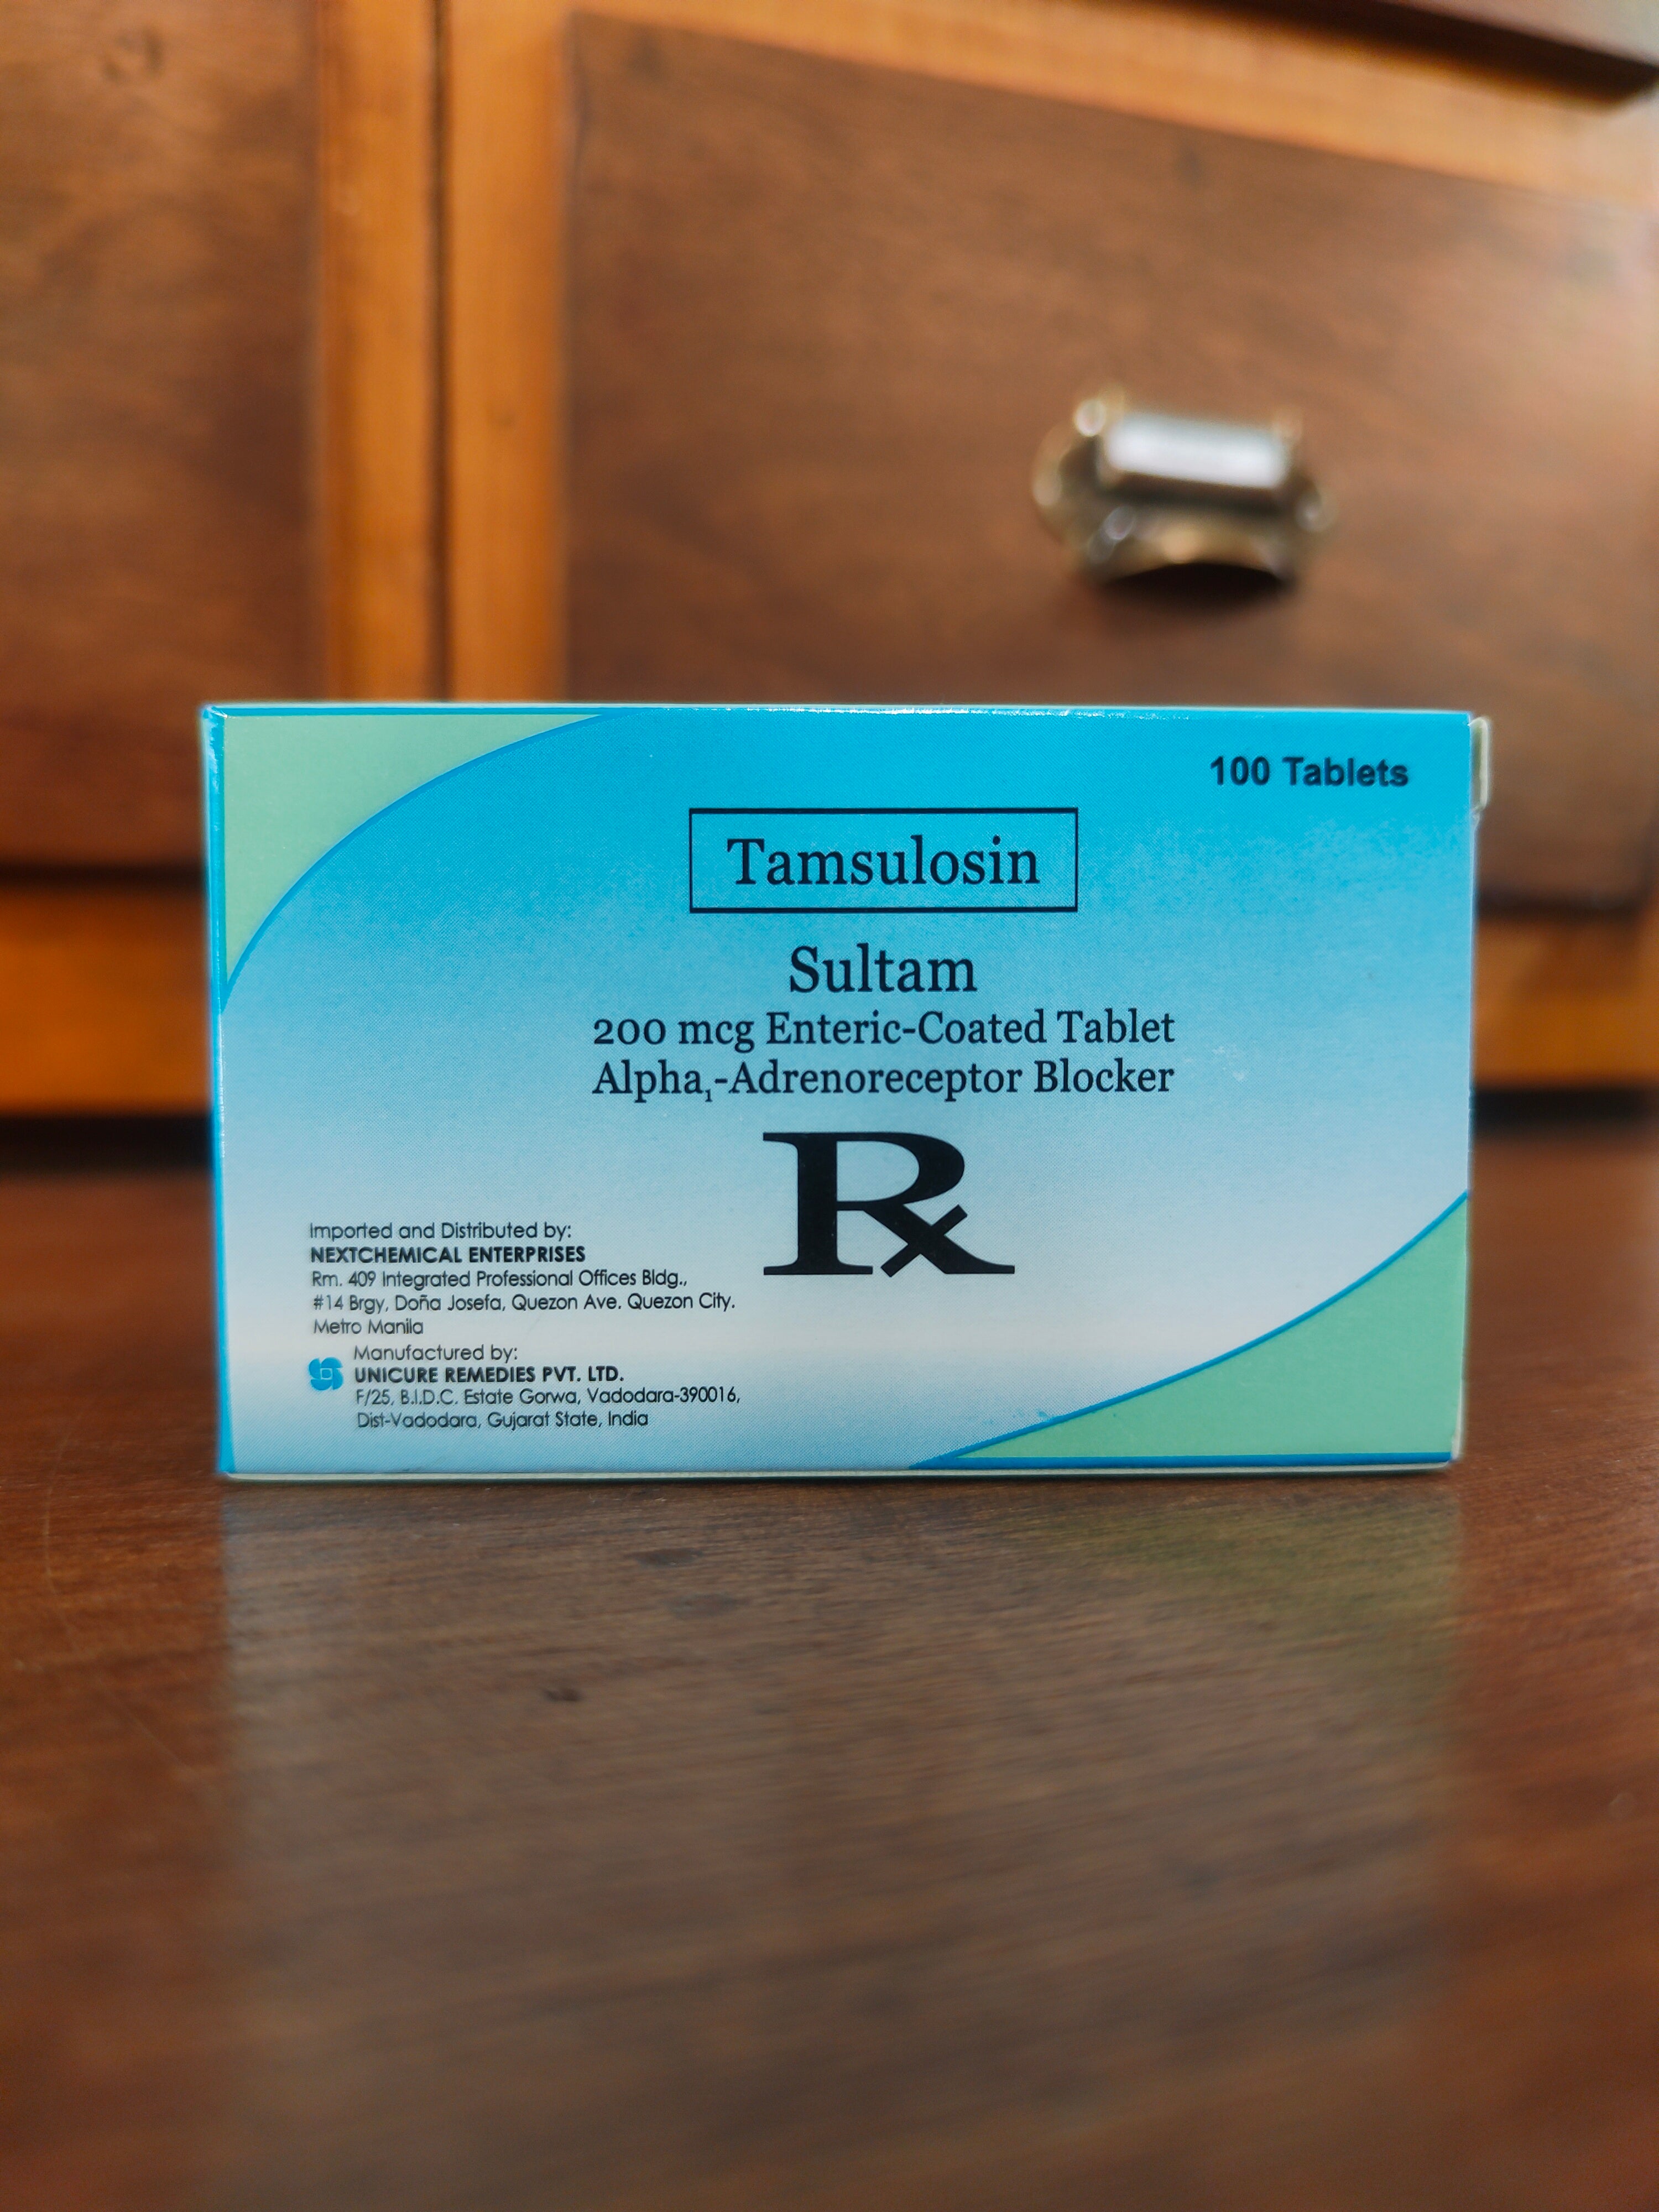 100 Tablets
Tamsulosin
Sultam
200 mcg Enteric-Coated Tablet
Alpha₁-Adrenoreceptor Blocker
Rx
Imported and Distributed by:
NEXTCHEMICAL ENTERPRISES
Rm. 409 Integrated Professional Offices Bldg.,
#14 Brgy, Doña Josefa, Quezon Ave. Quezon City.
Metro Manila
Manufactured by:
UNICURE REMEDIES PVT. LTD.
F/25, B.I.D.C. Estate Gorwa, Vadodara-390016,
Dist-Vadodara, Gujarat State, India